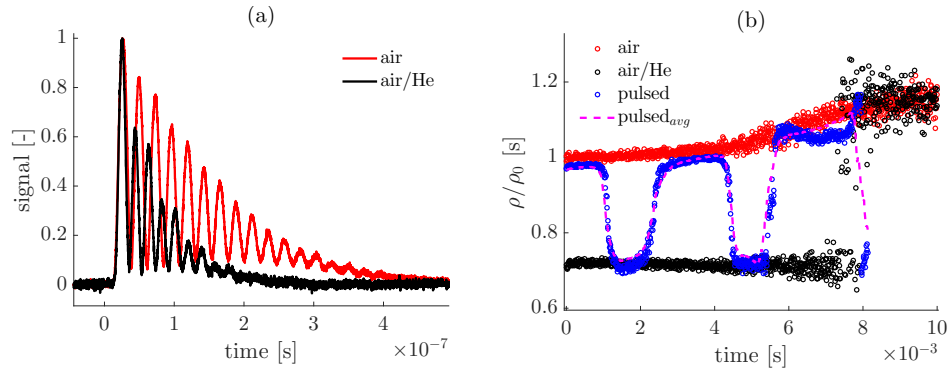 (a)
1
0.8
0.6
0.4
0.2
0
signal [-]
air
air/He
0 1 2 3 4
×10⁻⁷
time [s]
(b)
1.2
1
0.8
0.6
ρ/ρ₀ [s]
air
air/He
pulsed
pulsed_avg
0 2 4 6 8 10
×10⁻³
time [s]